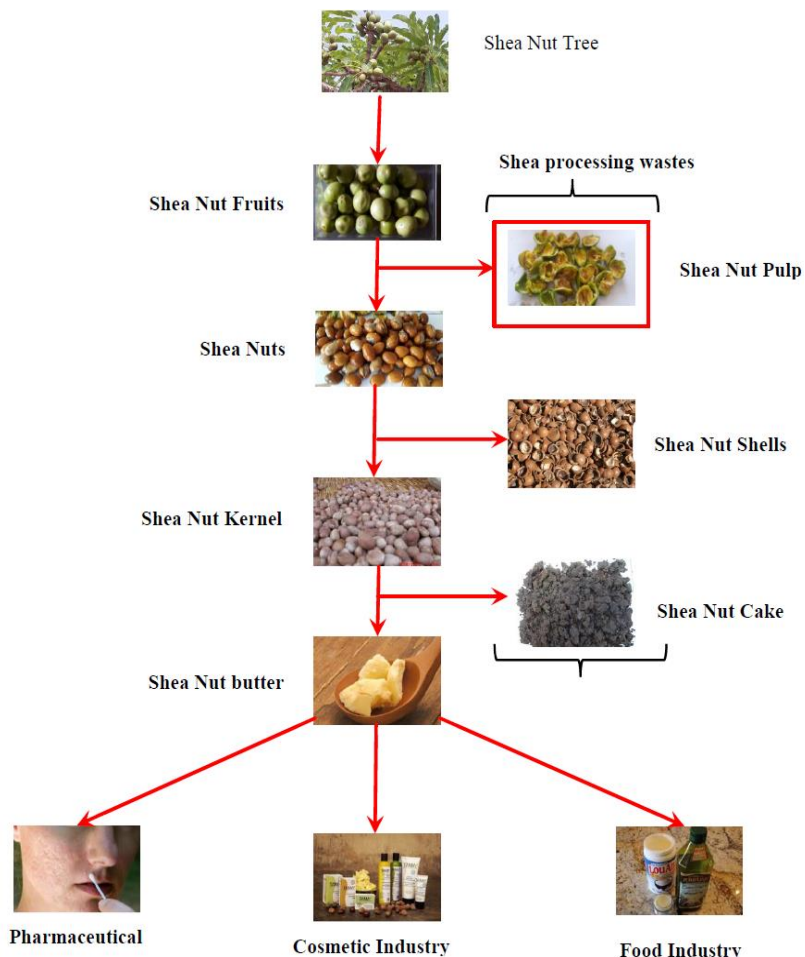 Shea Nut Tree
Shea processing wastes
Shea Nut Fruits
Shea Nut Pulp
Shea Nuts
Shea Nut Shells
Shea Nut Kernel
Shea Nut Cake
Shea Nut butter
Pharmaceutical
Cosmetic Industry
Food Industry
LouA